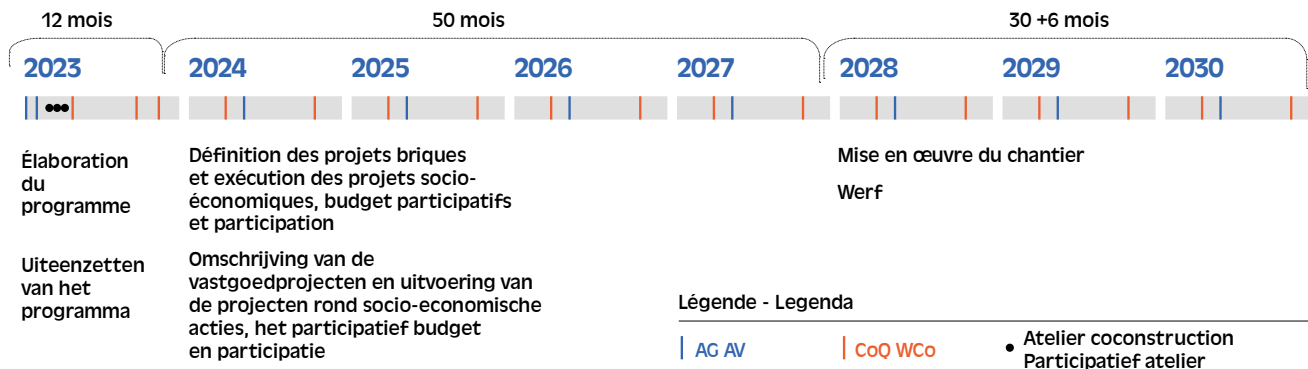 12 mois
50 mois
30 +6 mois
2023
2024
2025
2026
2027
2028
2029
2030
Élaboration
du
programme
Définition des projets briques
et exécution des projets socio-
économiques, budget participatifs
et participation
Mise en œuvre du chantier
Werf
Uiteenzetten
van het
programma
Omschrijving van de
vastgoedprojecten en uitvoering van
de projecten rond socio-economische
acties, het participatief budget
en participatie
Légende - Legenda
AG AV
CoQ WCo
Atelier coconstruction
Participatief atelier